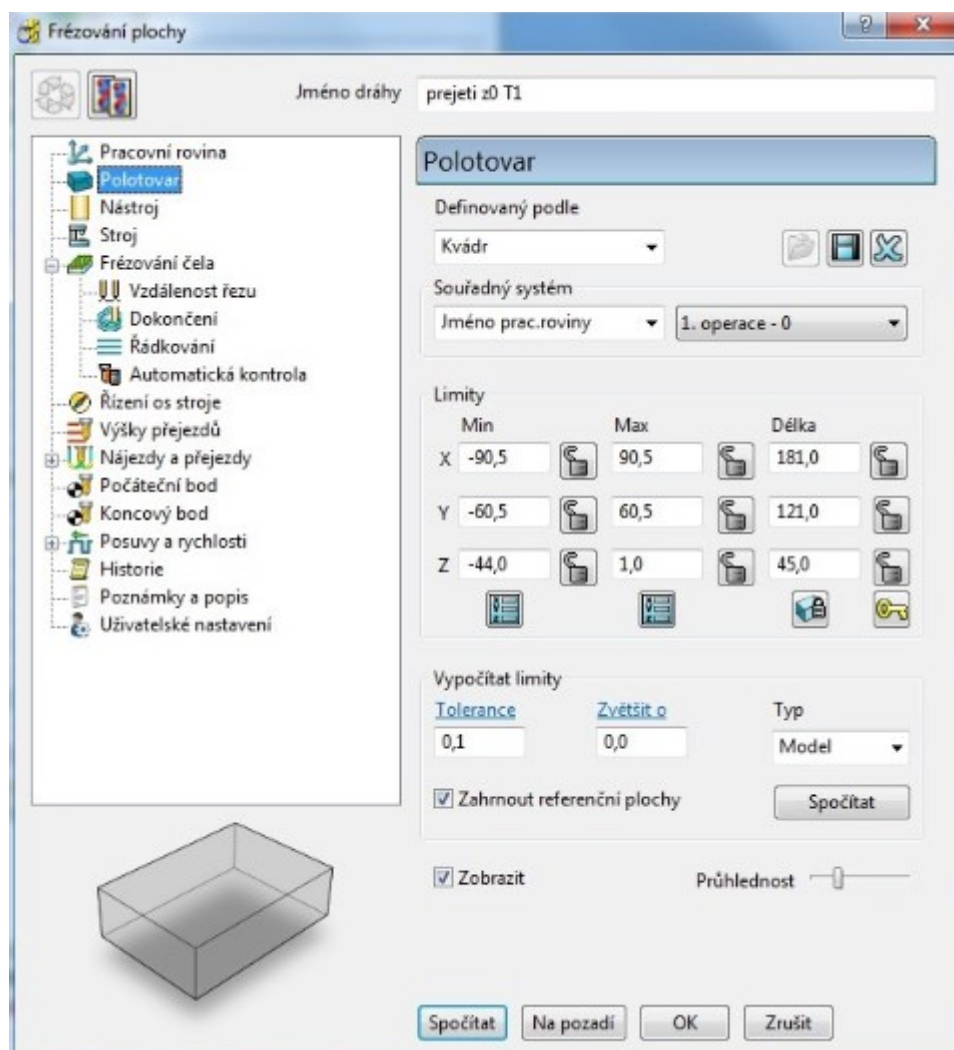 Frézování plochy
Jméno dráhy prejeti z0 T1
Pracovní rovina
Polotovar
Nástroj
Stroj
Frézování čela
Vzdálenost řezu
Dokončení
Řádkování
Automatická kontrola
Řízení os stroje
Výšky přejezdů
Nájezdy a přejezdy
Počáteční bod
Koncový bod
Posuvy a rychlosti
Historie
Poznámky a popis
Uživatelské nastavení
Polotovar
Definovaný podle
Kvádr
Souřadný systém
Jméno prac.roviny 1. operace - 0
Limity
Min Max Délka
X -90,5 90,5 181,0
Y -60,5 60,5 121,0
Z -44,0 1,0 45,0
Vypočítat limity
Tolerance Zvětšit o Typ
0,1 0,0 Model
Zahrnout referenční plochy Spočítat
Zobrazit Průhlednost
Spočítat Na pozadí OK Zrušit